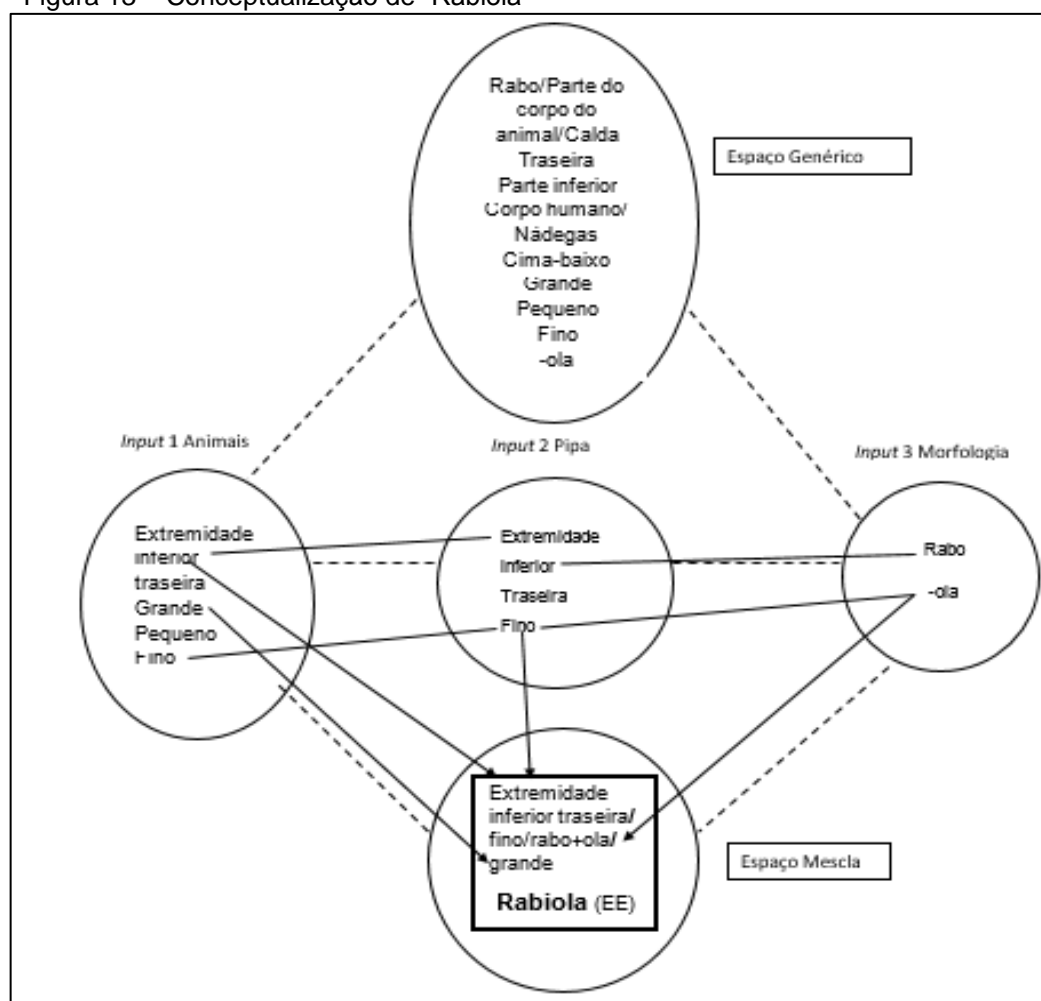 Figura 18 – Conceptualização de "Rabiola"
Rabo/Parte do
corpo do
animal/Calda
Traseira
Parte inferior
Corpo humano/
Nádegas
Cima-baixo
Grande
Pequeno
Fino
-ola
Espaço Genérico
Input 1 Animais
Input 2 Pipa
Input 3 Morfologia
Extremidade
inferior
traseira
Grande
Pequeno
Fino
Extremidade
Inferior
Traseira
Fino
Rabo
-ola
Extremidade
inferior traseira/
fino/rabo+ola/
grande
Rabiola (EE)
Espaço Mescla